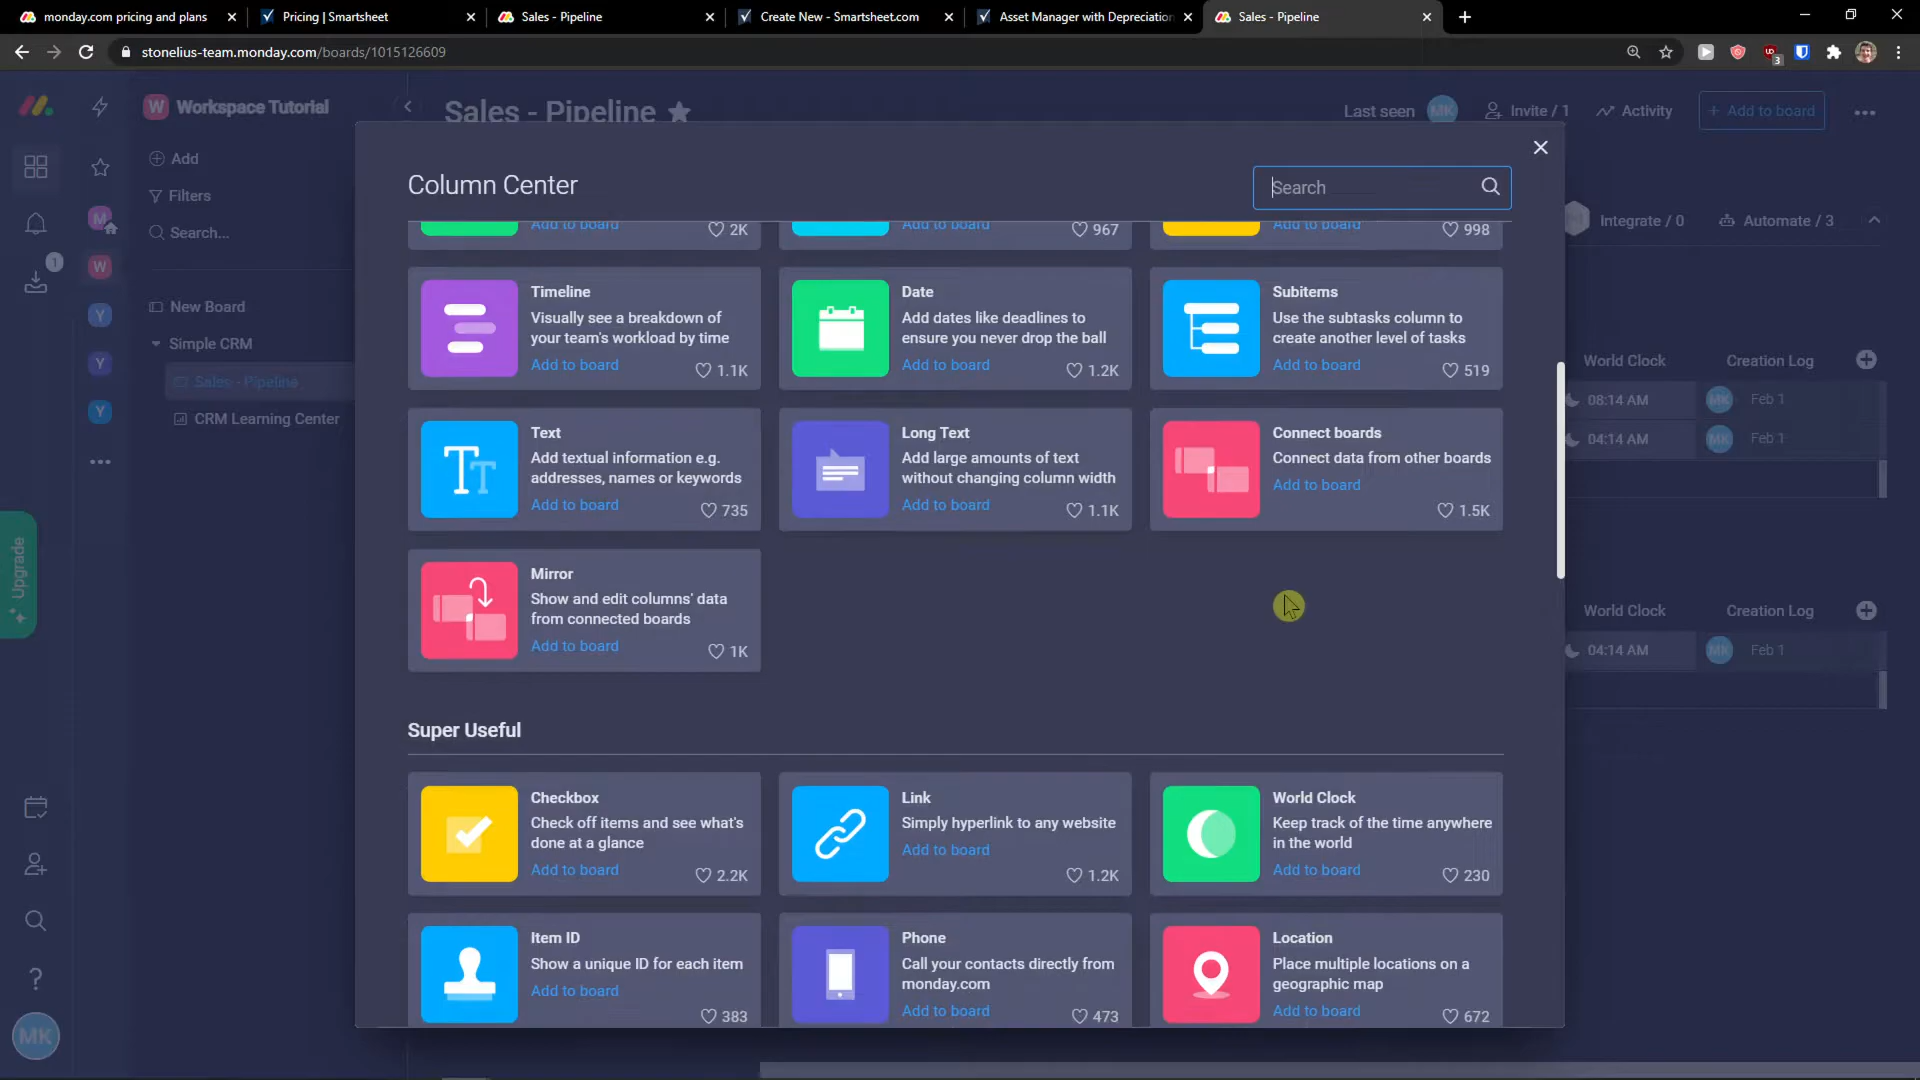 monday.com pricing and plans
Pricing | Smartsheet
Sales - Pipeline
Create New - Smartsheet.com
Asset Manager with Depreciation
Sales - Pipeline
stonelius-team.monday.com/boards/1015126609
3
W
Workspace Tutorial
Sales - Pipeline
Last seen
MK
Invite / 1
Activity
+ Add to board
Add
Filters
Search...
New Board
Simple CRM
Sales - Pipeline
CRM Learning Center
M
W
Y
Y
Y
1
Upgrade
MK
Integrate / 0
Automate / 3
Column Center
Search
Add to board
2K
Add to board
967
Add to board
998
Timeline
Visually see a breakdown of
your team's workload by time
Add to board
1.1K
Date
Add dates like deadlines to
ensure you never drop the ball
Add to board
1.2K
Subitems
Use the subtasks column to
create another level of tasks
Add to board
519
Text
Add textual information e.g.
addresses, names or keywords
Add to board
735
Long Text
Add large amounts of text
without changing column width
Add to board
1.1K
Connect boards
Connect data from other boards
Add to board
1.5K
Mirror
Show and edit columns' data
from connected boards
Add to board
1K
Super Useful
Checkbox
Check off items and see what's
done at a glance
Add to board
2.2K
Link
Simply hyperlink to any website
Add to board
1.2K
World Clock
Keep track of the time anywhere
in the world
Add to board
230
Item ID
Show a unique ID for each item
Add to board
383
Phone
Call your contacts directly from
monday.com
Add to board
473
Location
Place multiple locations on a
geographic map
Add to board
672
World Clock
Creation Log
08:14 AM
MK
Feb 1
04:14 AM
MK
Feb 1
World Clock
Creation Log
04:14 AM
MK
Feb 1